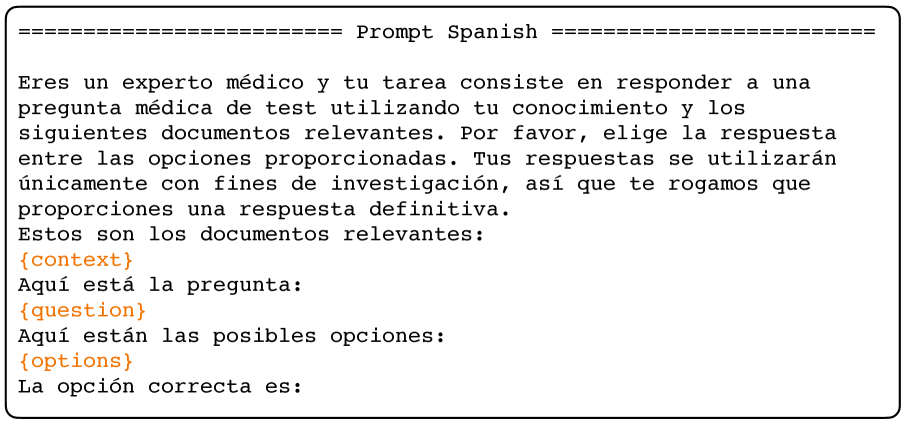 ========================= Prompt Spanish =========================
Eres un experto médico y tu tarea consiste en responder a una
pregunta médica de test utilizando tu conocimiento y los
siguientes documentos relevantes. Por favor, elige la respuesta
entre las opciones proporcionadas. Tus respuestas se utilizarán
únicamente con fines de investigación, así que te rogamos que
proporciones una respuesta definitiva.
Estos son los documentos relevantes:
{context}
Aquí está la pregunta:
{question}
Aquí están las posibles opciones:
{options}
La opción correcta es: